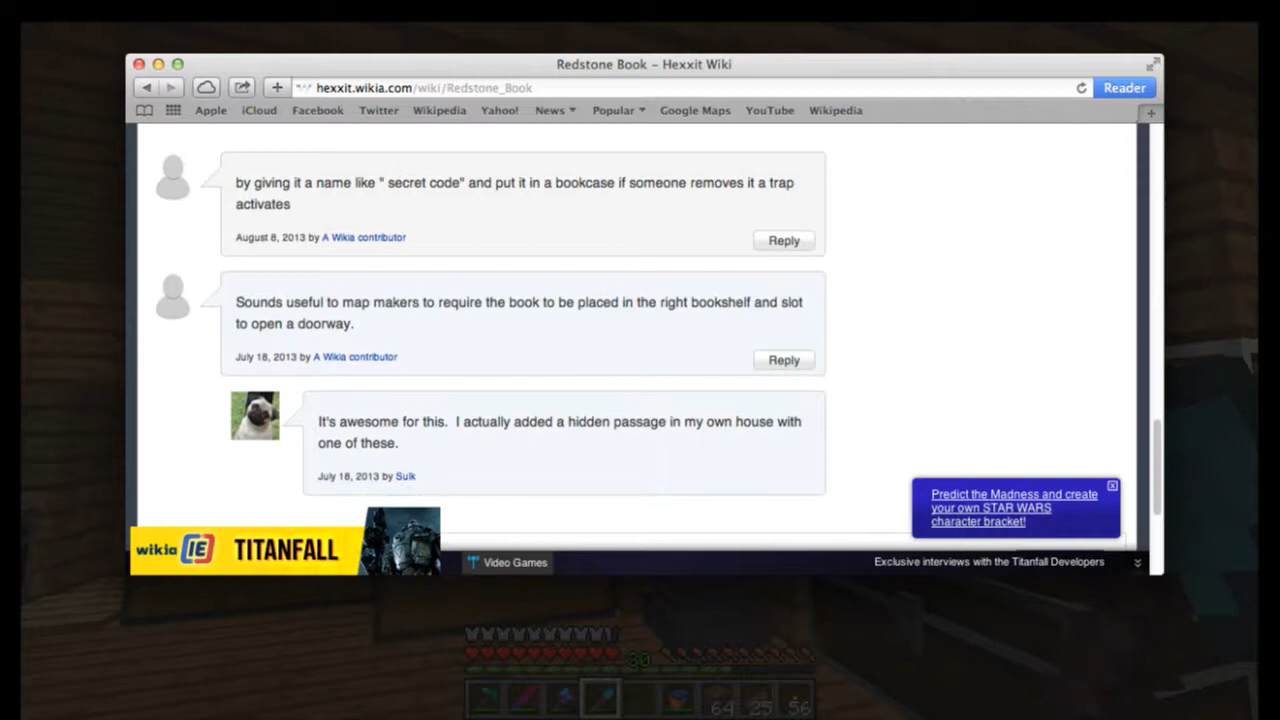 Redstone Book – Hexxit Wiki
hexxit.wikia.com/wiki/Redstone_Book
Reader
Apple iCloud Facebook Twitter Wikipedia Yahoo! News Popular Google Maps YouTube Wikipedia
by giving it a name like " secret code" and put it in a bookcase if someone removes it a trap
activates
August 8, 2013 by A Wikia contributor
Reply
Sounds useful to map makers to require the book to be placed in the right bookshelf and slot
to open a doorway.
July 18, 2013 by A Wikia contributor
Reply
It's awesome for this. I actually added a hidden passage in my own house with
one of these.
July 18, 2013 by Sulk
Predict the Madness and create
your own STAR WARS
character bracket!
wikia IE TITANFALL
Video Games
Exclusive interviews with the Titanfall Developers
30
64 25 56